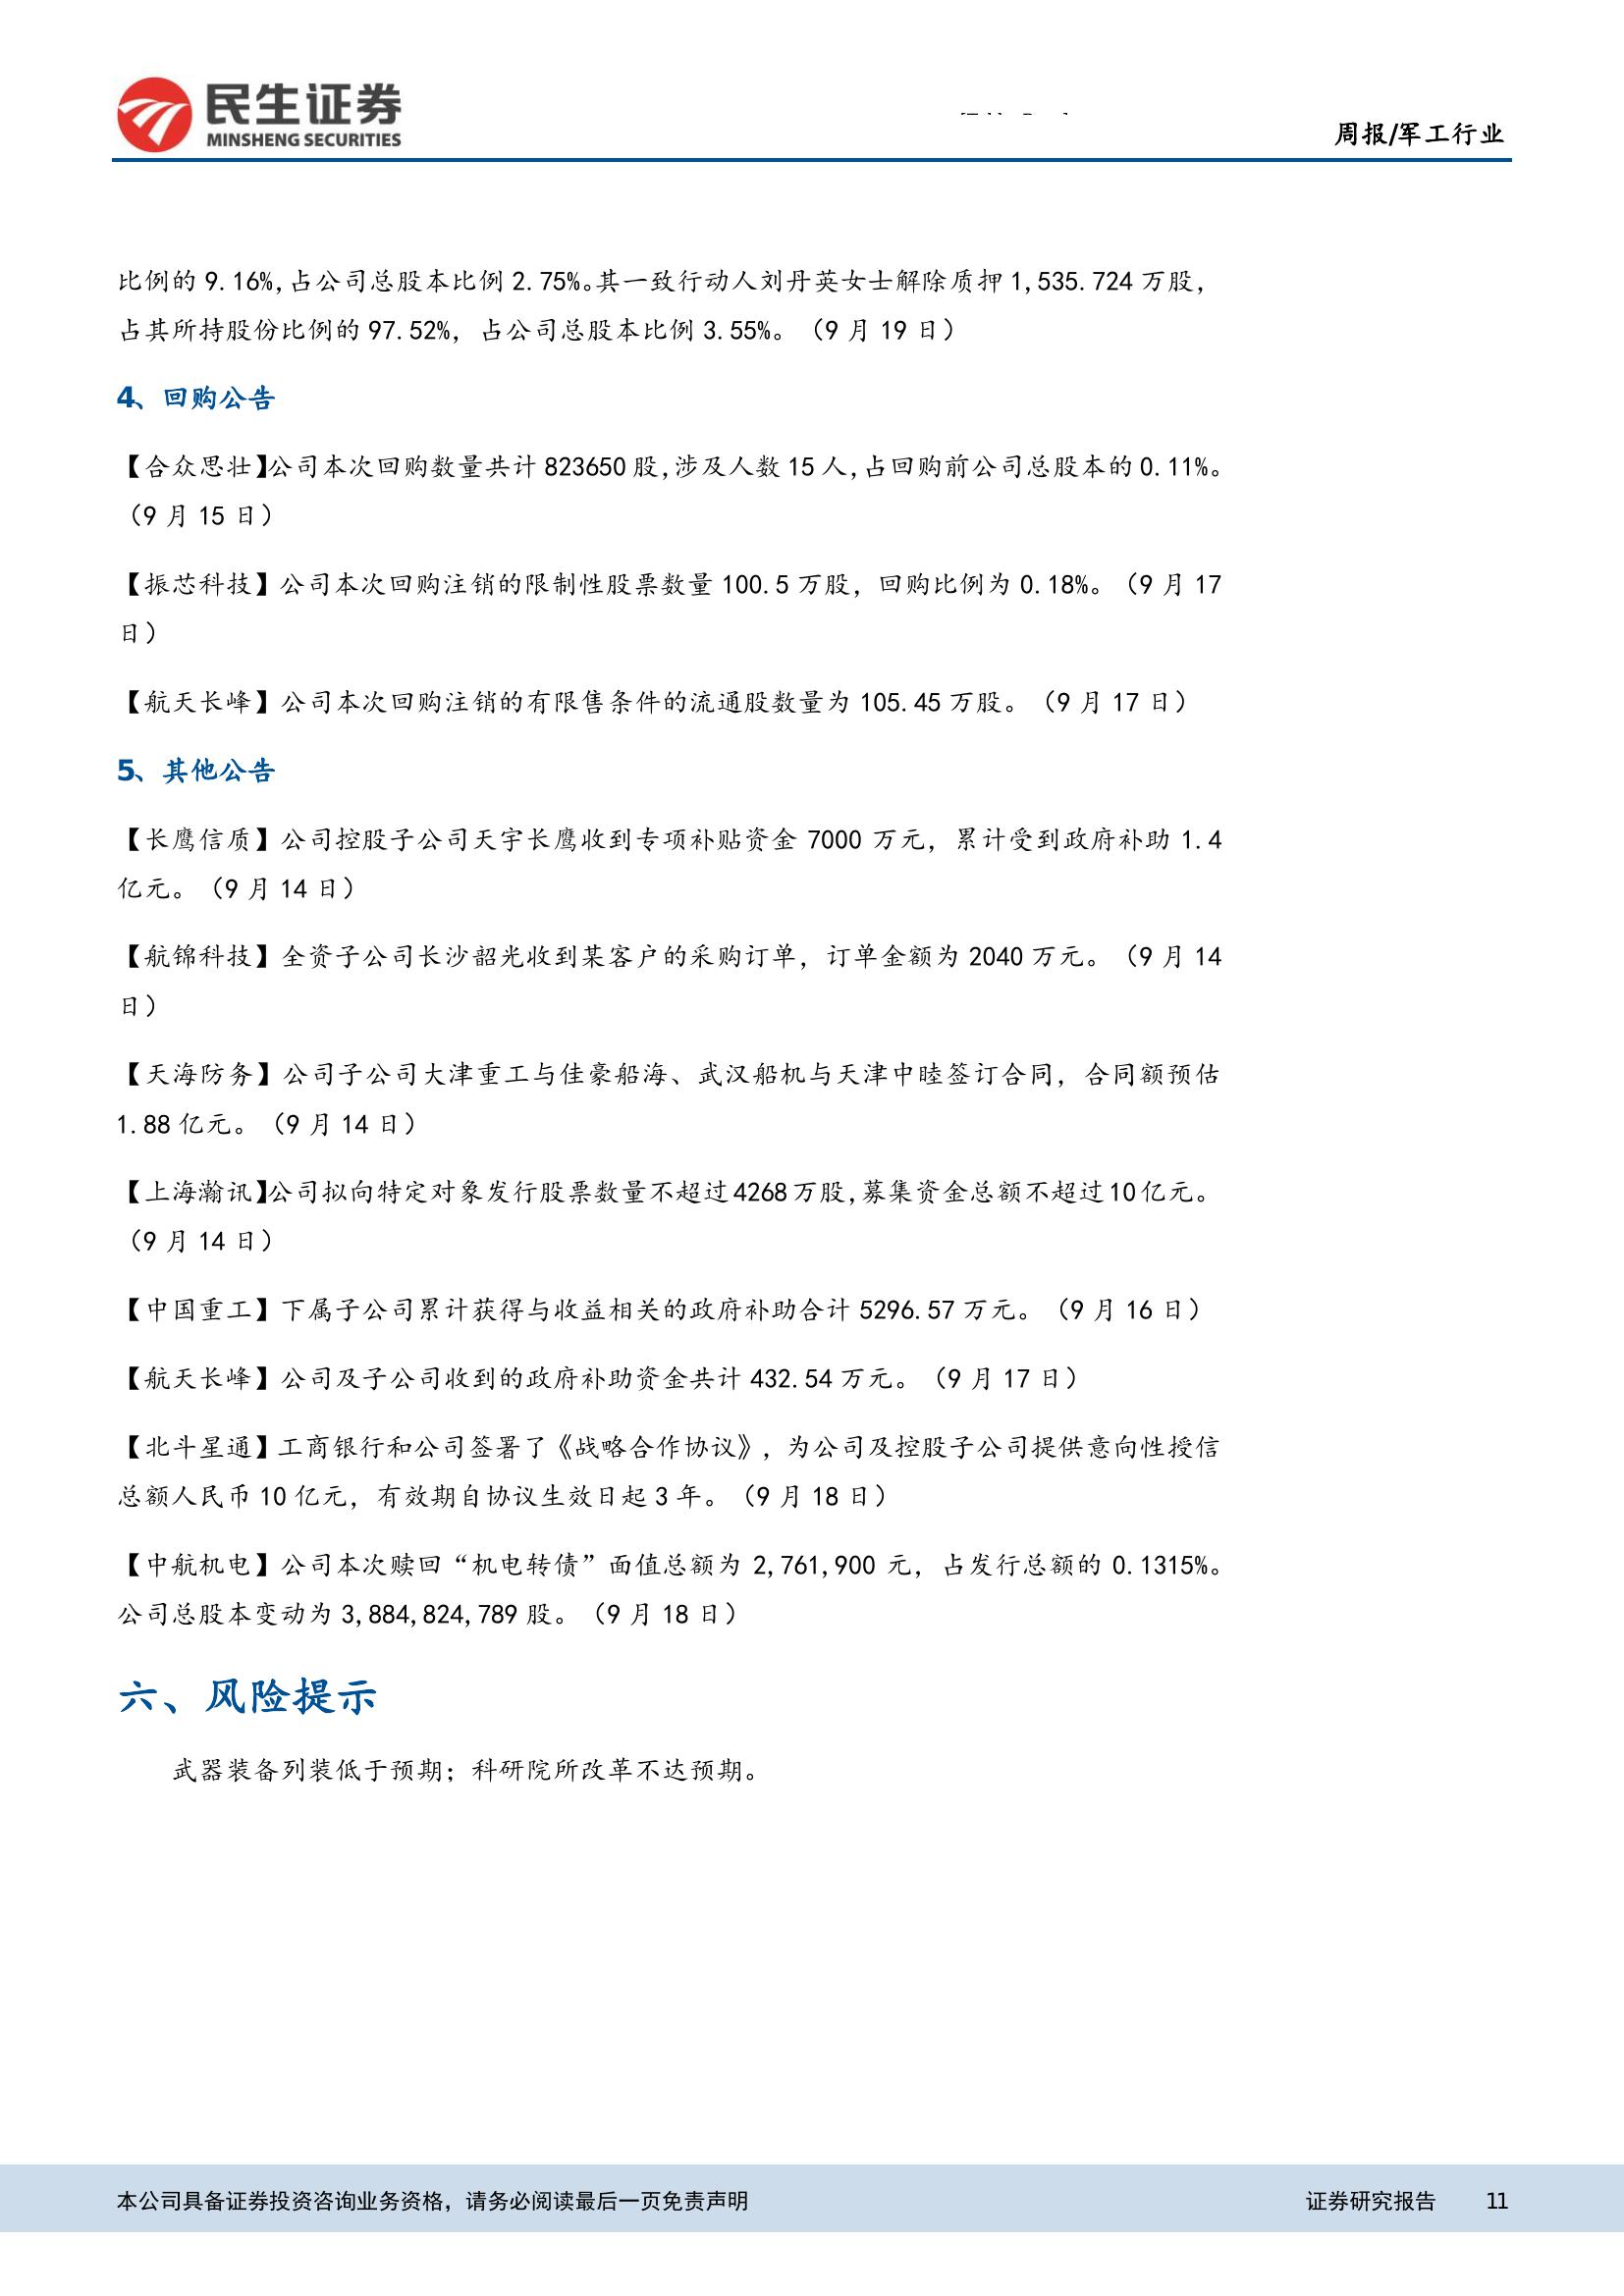 民生证券
MINSHENG SECURITIES
周报/军工行业
比例的 9.16%,占公司总股本比例 2.75%。其一致行动人刘丹英女士解除质押 1,535.724 万股，
占其所持股份比例的 97.52%，占公司总股本比例 3.55%。（9 月 19 日）
4、回购公告
【合众思壮】公司本次回购数量共计 823650 股,涉及人数 15 人,占回购前公司总股本的 0.11%。
（9 月 15 日）
【振芯科技】公司本次回购注销的限制性股票数量 100.5 万股，回购比例为 0.18%。（9 月 17
日）
【航天长峰】公司本次回购注销的有限售条件的流通股数量为 105.45 万股。（9 月 17 日）
5、其他公告
【长鹰信质】公司控股子公司天宇长鹰收到专项补贴资金 7000 万元，累计受到政府补助 1.4
亿元。（9 月 14 日）
【航锦科技】全资子公司长沙韶光收到某客户的采购订单，订单金额为 2040 万元。（9 月 14
日）
【天海防务】公司子公司大津重工与佳豪船海、武汉船机与天津中睦签订合同，合同额预估
1.88 亿元。（9 月 14 日）
【上海瀚讯】公司拟向特定对象发行股票数量不超过 4268 万股,募集资金总额不超过 10 亿元。
（9 月 14 日）
【中国重工】下属子公司累计获得与收益相关的政府补助合计 5296.57 万元。（9 月 16 日）
【航天长峰】公司及子公司收到的政府补助资金共计 432.54 万元。（9 月 17 日）
【北斗星通】工商银行和公司签署了《战略合作协议》，为公司及控股子公司提供意向性授信
总额人民币 10 亿元，有效期自协议生效日起 3 年。（9 月 18 日）
【中航机电】公司本次赎回“机电转债”面值总额为 2,761,900 元，占发行总额的 0.1315%。
公司总股本变动为 3,884,824,789 股。（9 月 18 日）
六、风险提示
武器装备列装低于预期；科研院所改革不达预期。
本公司具备证券投资咨询业务资格，请务必阅读最后一页免责声明
证券研究报告 11